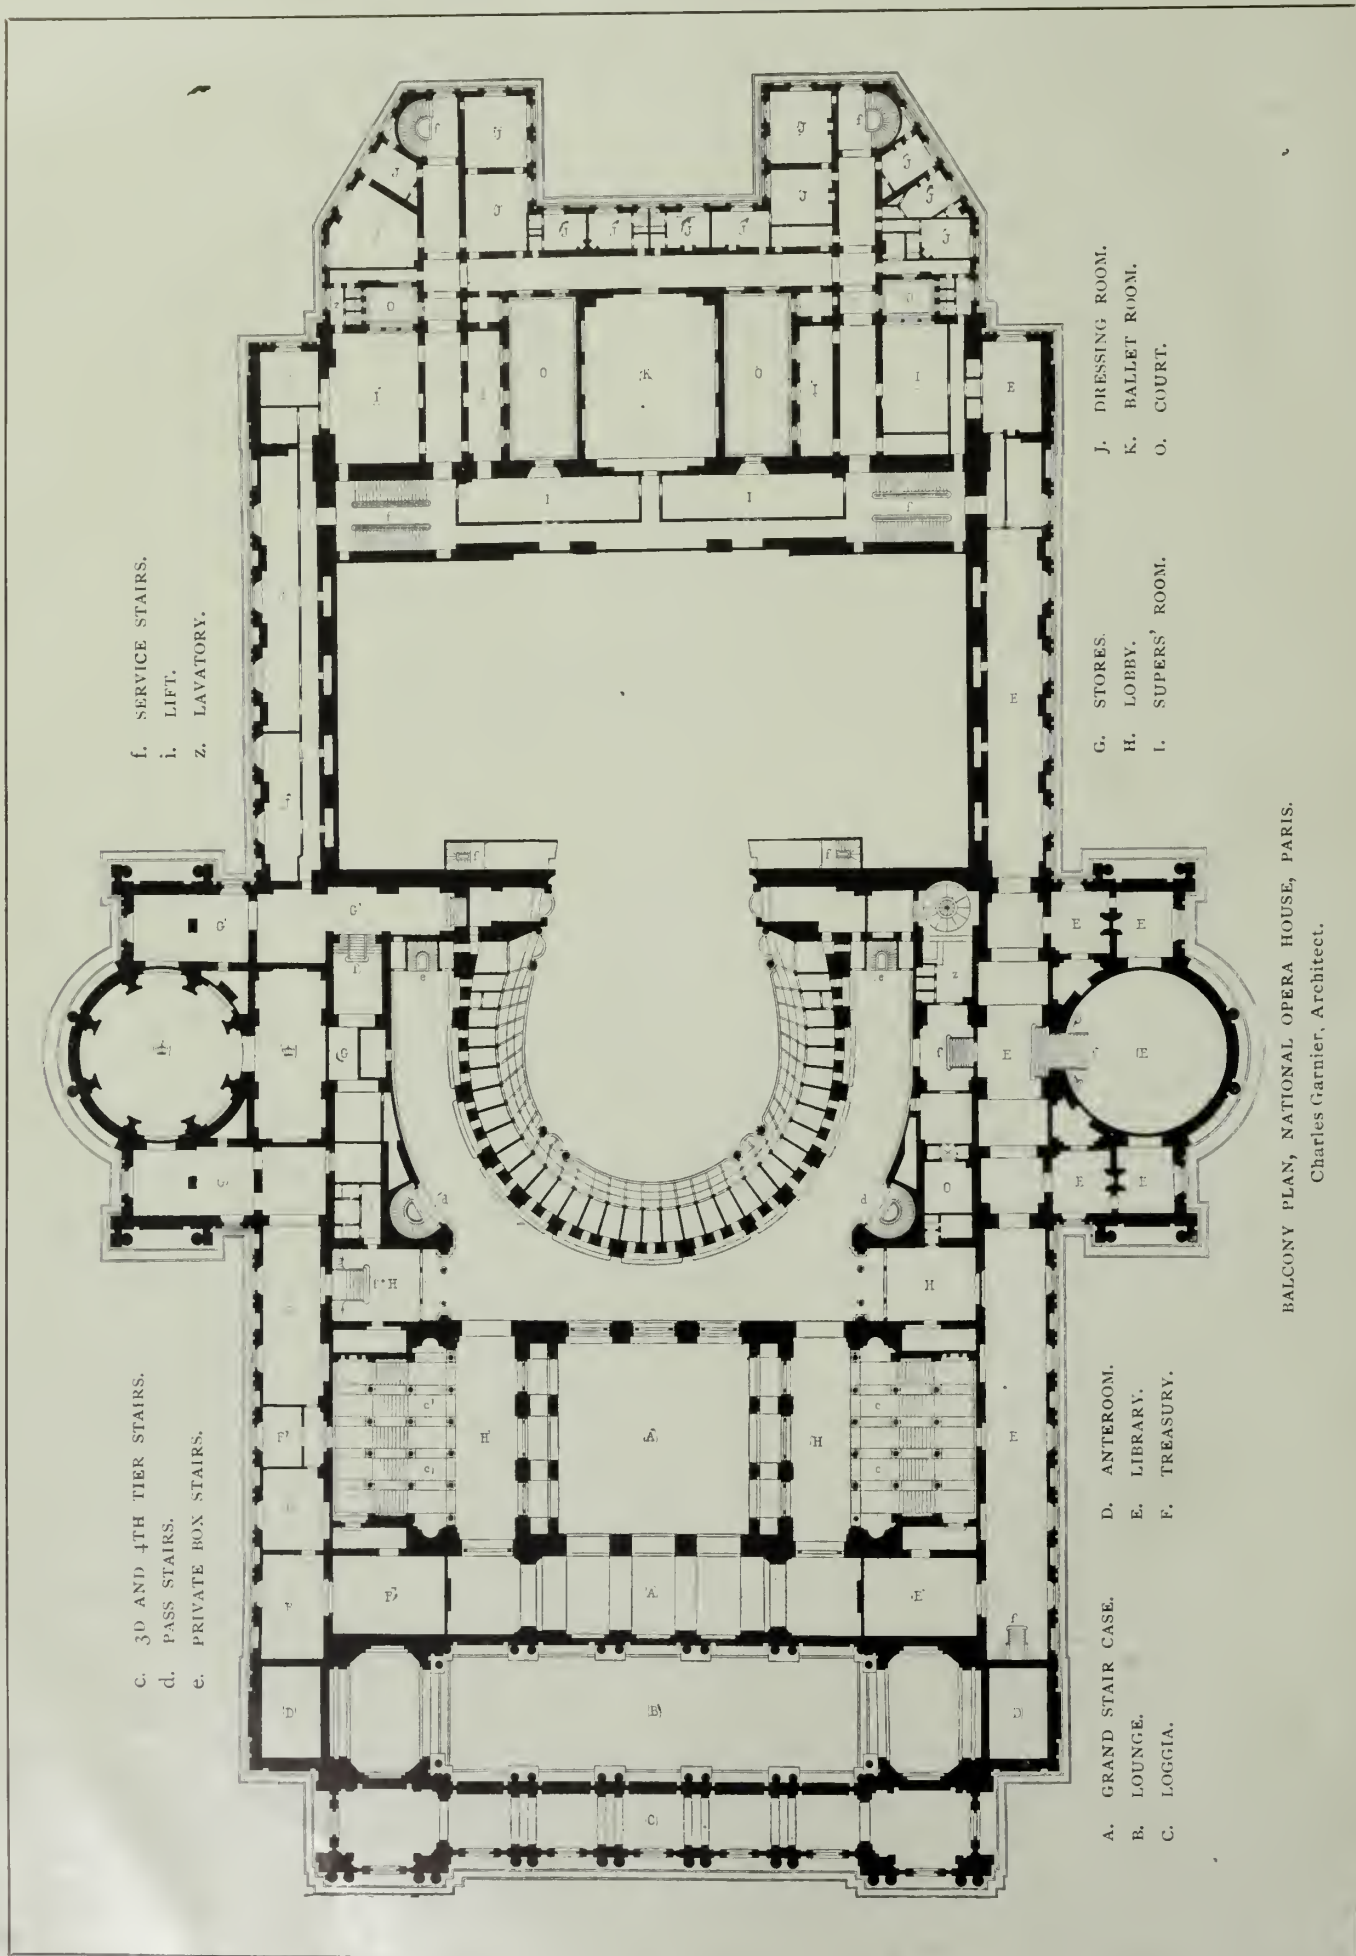 BALCONY PLAN, NATIONAL OPERA HOUSE, PARIS.
Charles Garnier, Architect.
A. GRAND STAIR CASE.
B. LOUNGE.
C. LOGGIA.
D. ANTEROOM.
E. LIBRARY.
F. TREASURY.
G. STORES.
H. LOBBY.
I. SUPERS' ROOM.
J. DRESSING ROOM.
K. BALLET ROOM.
O. COURT.
c. 3D AND 4TH TIER STAIRS.
d. PASS STAIRS.
e. PRIVATE BOX STAIRS.
f. SERVICE STAIRS.
i. LIFT.
z. LAVATORY.
f
J
J
f
J
J
J
J
J
J
J
J
J
J
J
z
O
O
I
O
K
O
I
I
E
f
I
I
f
E
f
f
G
G
E
E
e
e
z
H
H
G
f
E
E
G
d
d
O
E
E
f
H
H
F
c
c
H
A
H
c
c
E
F
F
A
E
f
D
B
D
C